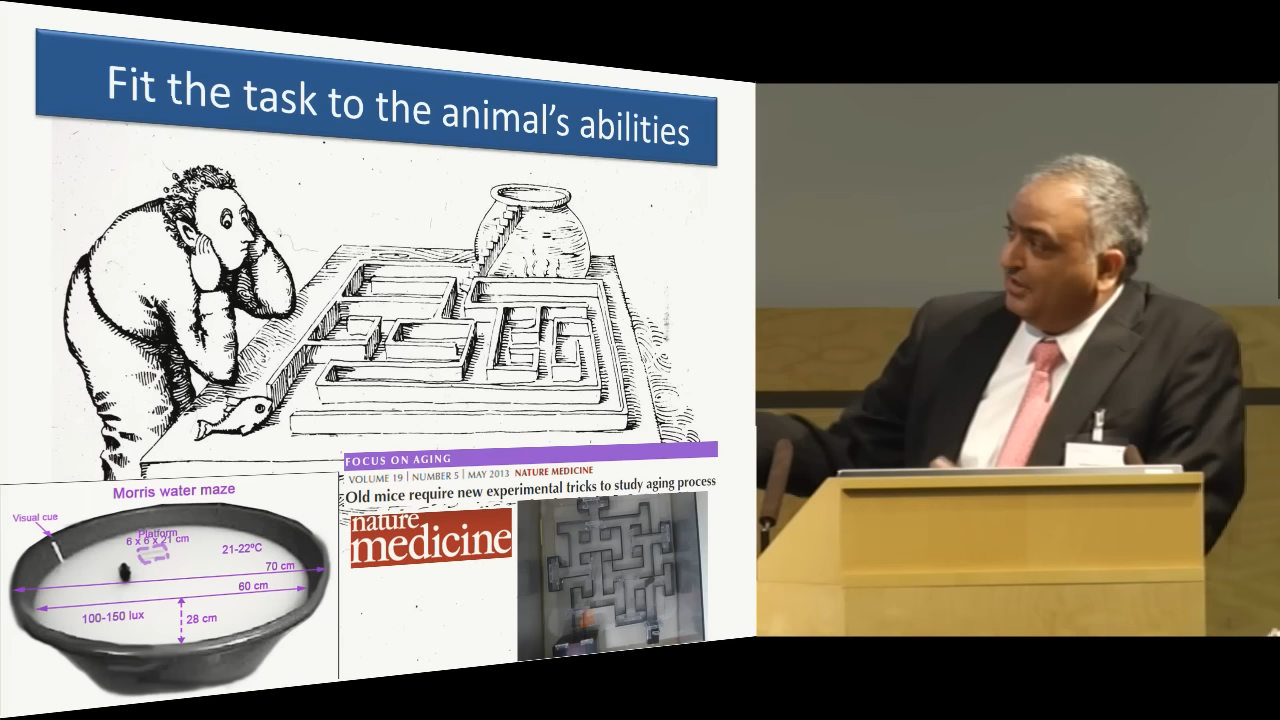 Fit the task to the animal's abilities
FOCUS ON AGING
VOLUME 19 | NUMBER 5 | MAY 2013 NATURE MEDICINE
Old mice require new experimental tricks to study aging process
nature
medicine
Morris water maze
Visual cue
Platform
6 x 6 x 21 cm
21-22ºC
70 cm
60 cm
100-150 lux
28 cm